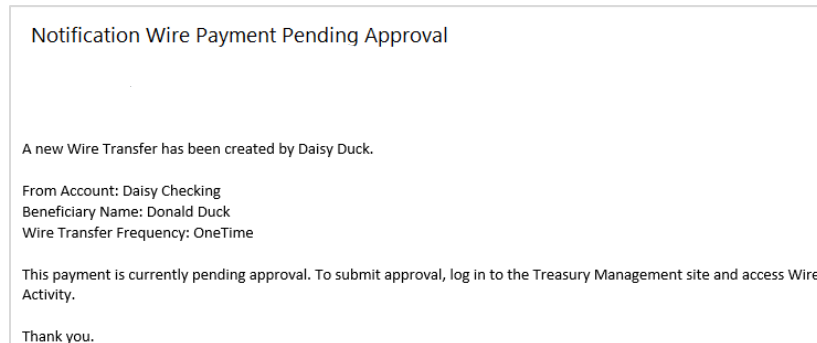 Notification Wire Payment Pending Approval
A new Wire Transfer has been created by Daisy Duck.
From Account: Daisy Checking
Beneficiary Name: Donald Duck
Wire Transfer Frequency: OneTime
This payment is currently pending approval. To submit approval, log in to the Treasury Management site and access Wire
Activity.
Thank you.